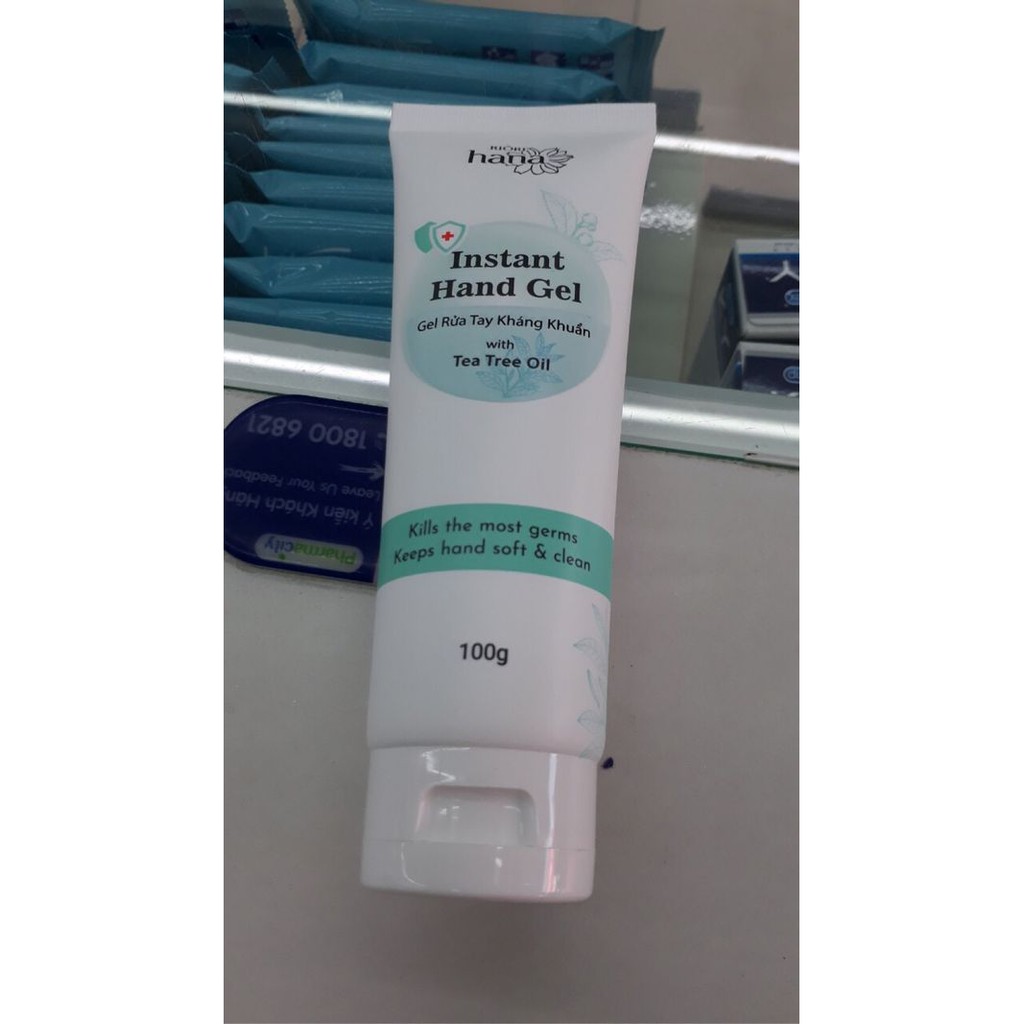 RIORI
hana
Instant
Hand Gel
Gel Rửa Tay Kháng Khuẩn
with
Tea Tree Oil
Kills the most germs
Keeps hand soft & clean
100g
Pharmacity
Ý kiến Khách Hàng
Leave Us Your Feedback
1800 6821